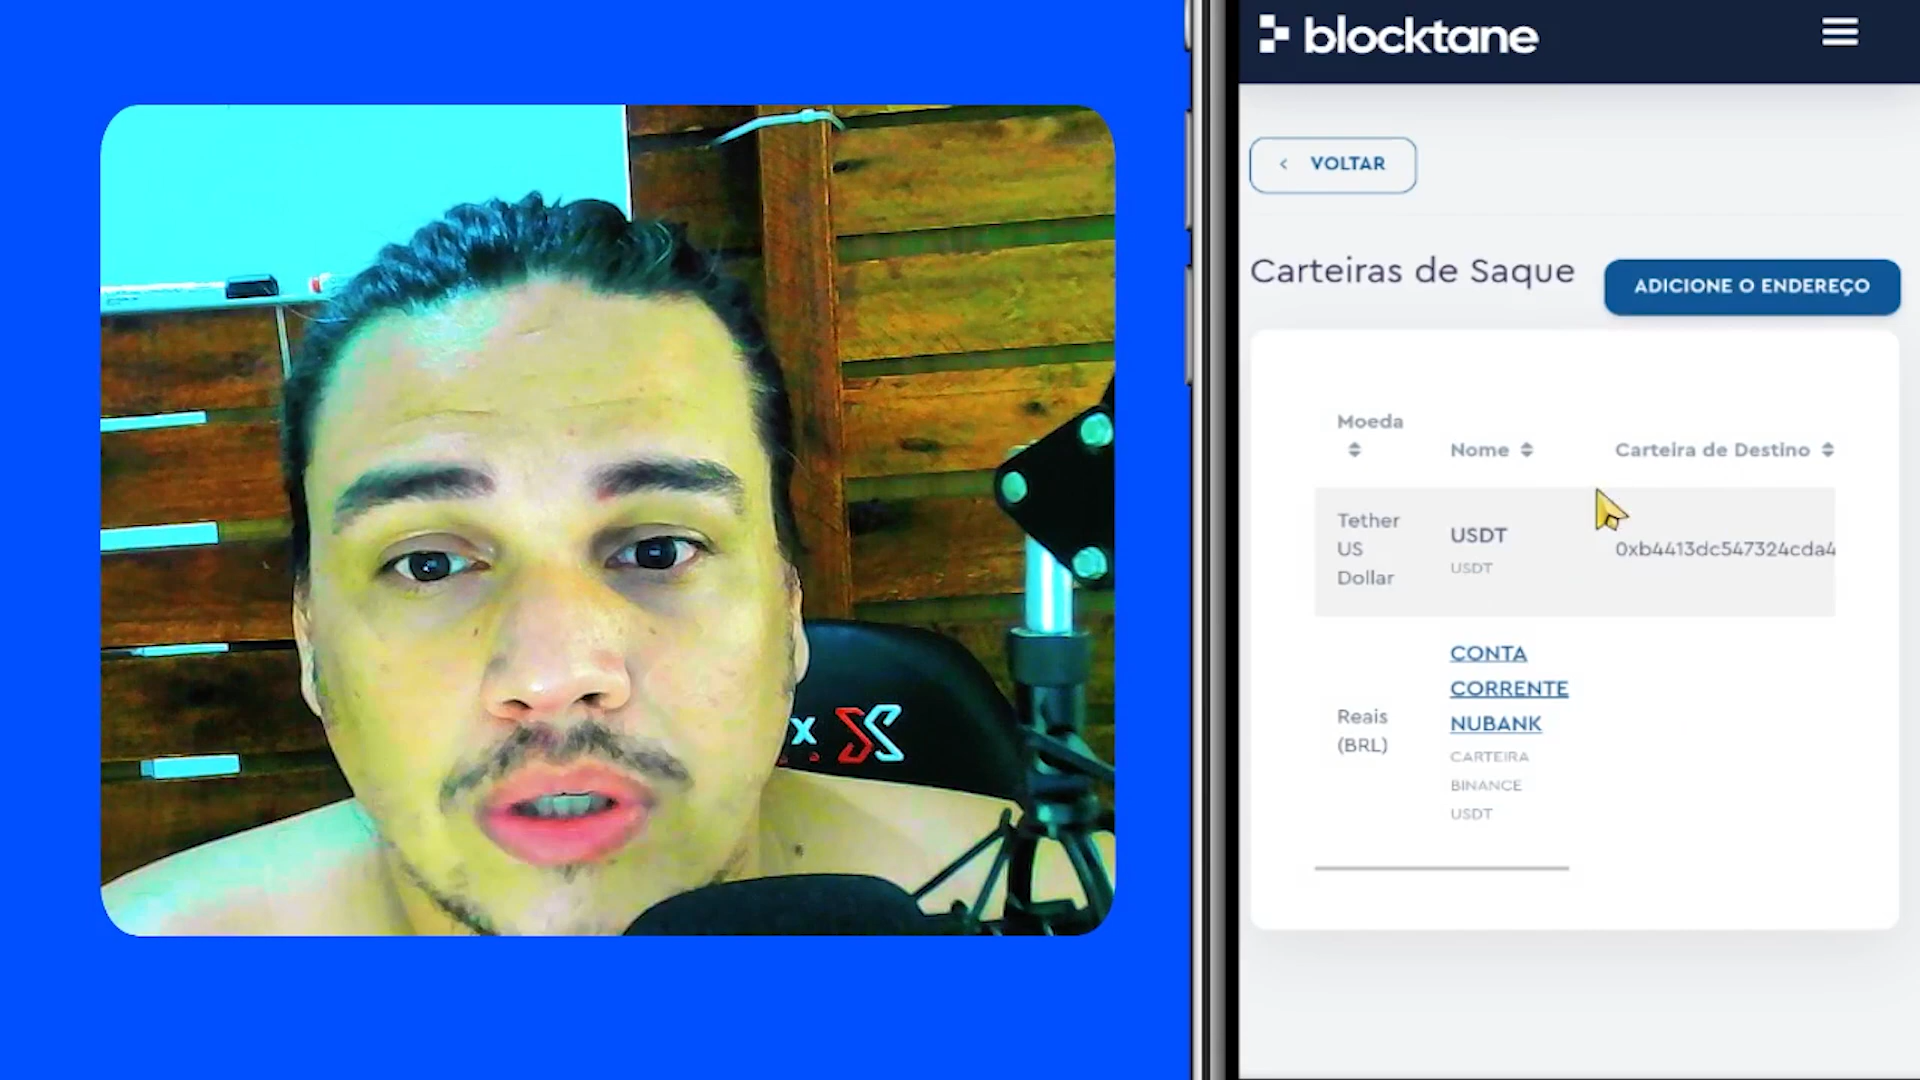 blocktane
< VOLTAR
Carteiras de Saque
ADICIONE O ENDEREÇO
Moeda
Nome
Carteira de Destino
Tether
US
Dollar
USDT
USDT
0xb4413dc547324cda4
Reais
(BRL)
CONTA
CORRENTE
NUBANK
CARTEIRA
BINANCE
USDT
X